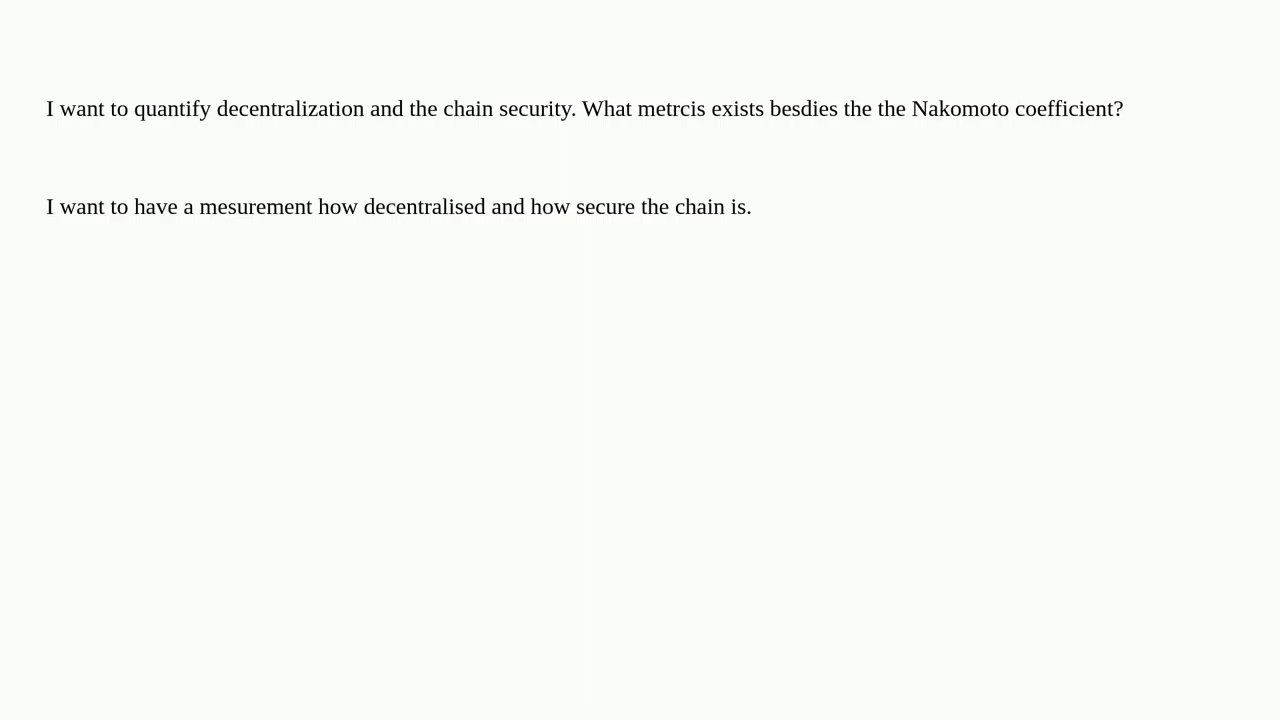 I want to quantify decentralization and the chain security. What metrcis exists besdies the the Nakomoto coefficient?
I want to have a mesurement how decentralised and how secure the chain is.